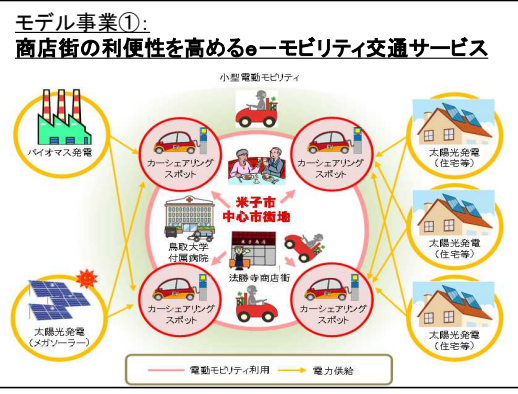 モデル事業①:
商店街の利便性を高めるe－モビリティ交通サービス
小型電動モビリティ
バイオマス発電
カーシェアリング
スポット
カーシェアリング
スポット
太陽光発電
(住宅等)
米子市
中心市街地
鳥取大学
付属病院
法勝寺商店街
太陽光発電
(住宅等)
太陽光発電
(メガソーラー)
カーシェアリング
スポット
カーシェアリング
スポット
太陽光発電
(住宅等)
電動モビリティ利用
電力供給